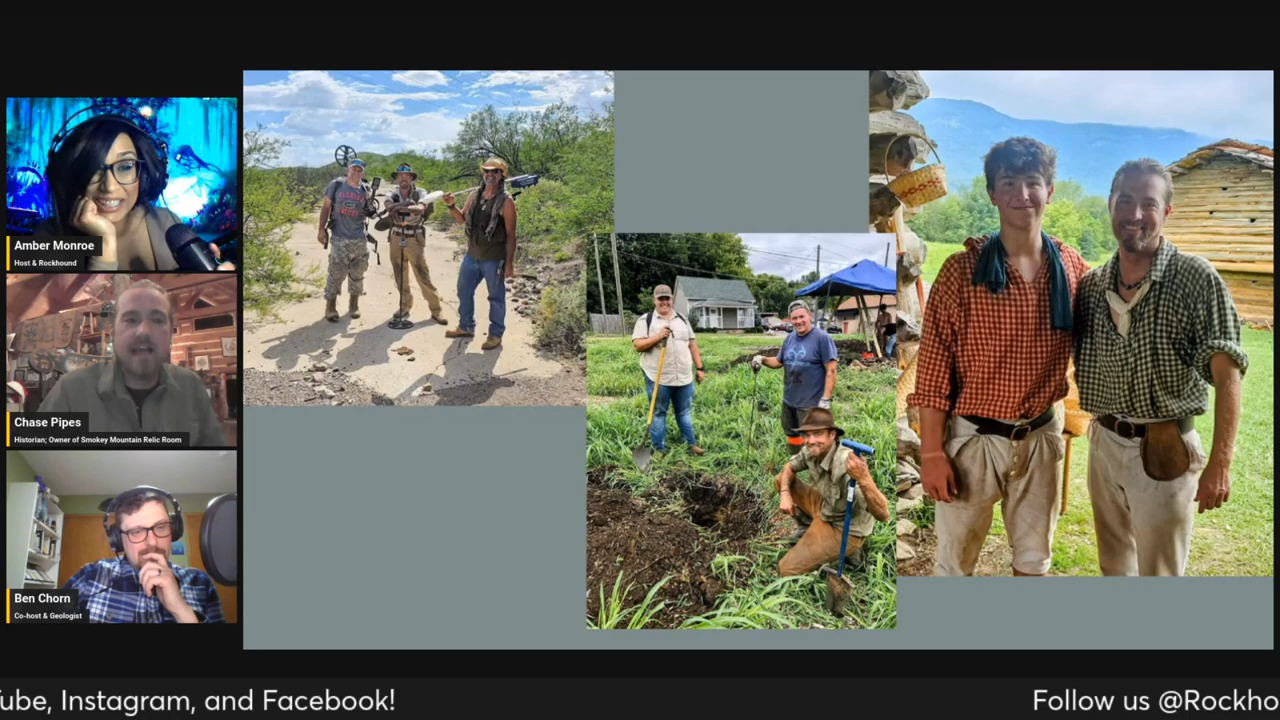 Amber Monroe
Host & Rockhound
Chase Pipes
Historian; Owner of Smokey Mountain Relic Room
Ben Chorn
Co-host & Geologist
ube, Instagram, and Facebook!
Follow us @Rockho